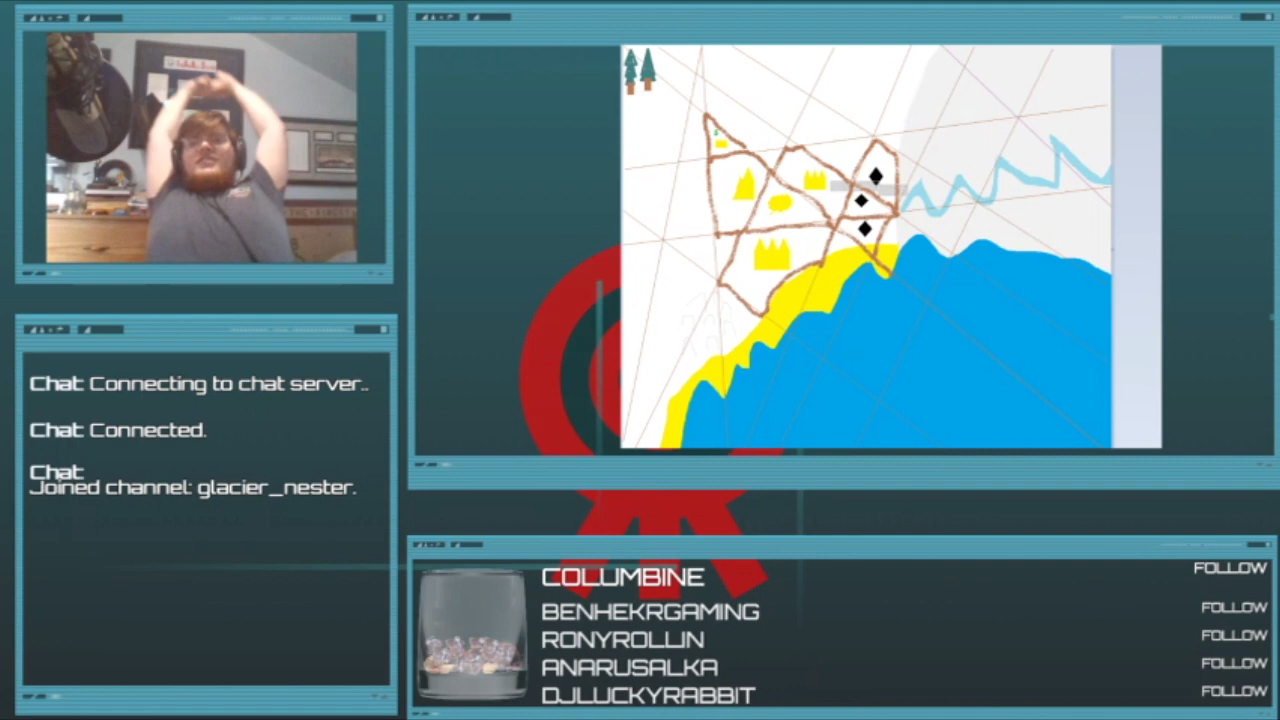 Chat: Connecting to chat server..
Chat: Connected.
Chat:
Joined channel: glacier_nester.
COLUMBINE FOLLOW
BENHEKRGAMING FOLLOW
RONYROLLIN FOLLOW
ANARUSALKA FOLLOW
DJLUCKYRABBIT FOLLOW